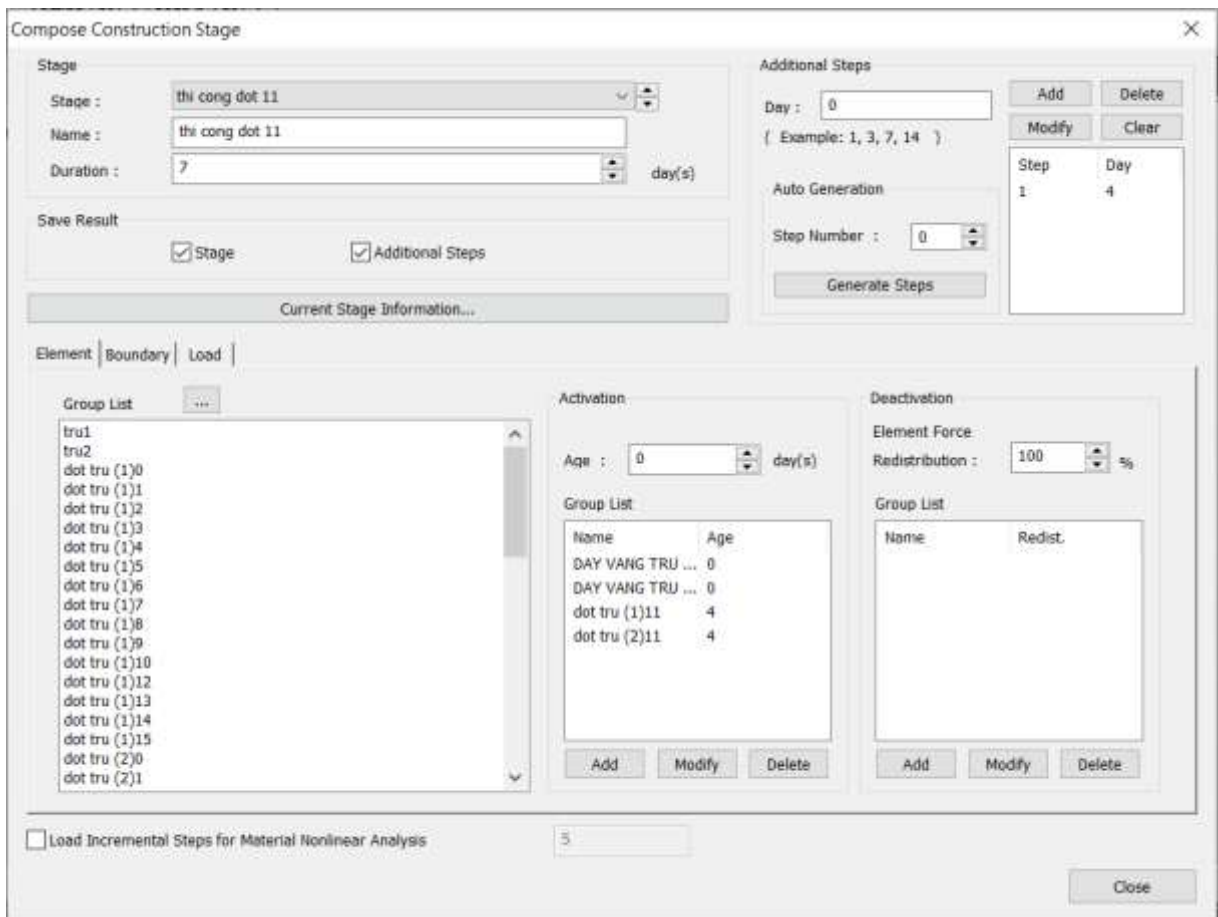 Compose Construction Stage
Stage
Stage :
thi cong dot 11
Name :
thi cong dot 11
Duration :
7
day(s)
Save Result
Stage
Additional Steps
Current Stage Information...
Additional Steps
Day :
0
( Example: 1, 3, 7, 14 )
Auto Generation
Step Number :
0
Generate Steps
Add
Delete
Modify
Clear
Step Day
1 4
Element
Boundary
Load
Group List
...
tru1
tru2
dot tru (1)0
dot tru (1)1
dot tru (1)2
dot tru (1)3
dot tru (1)4
dot tru (1)5
dot tru (1)6
dot tru (1)7
dot tru (1)8
dot tru (1)9
dot tru (1)10
dot tru (1)12
dot tru (1)13
dot tru (1)14
dot tru (1)15
dot tru (2)0
dot tru (2)1
Activation
Age :
0
day(s)
Group List
Name Age
DAY VANG TRU ... 0
DAY VANG TRU ... 0
dot tru (1)11 4
dot tru (2)11 4
Add
Modify
Delete
Deactivation
Element Force
Redistribution :
100
%
Group List
Name Redist.
Add
Modify
Delete
Load Incremental Steps for Material Nonlinear Analysis
5
Close